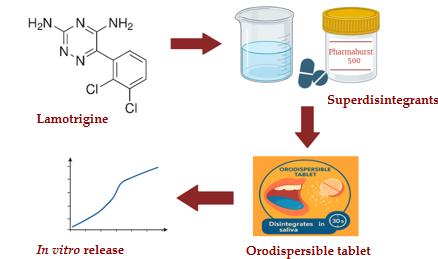 H₂N
N
NH₂
N
N
N
Cl
Cl
Lamotrigine
Pharmaburst
500
Superdisintegrants
ORODISPERSIBLE
TABLET
Disintegrates in
saliva
30s
Orodispersible tablet
In vitro release